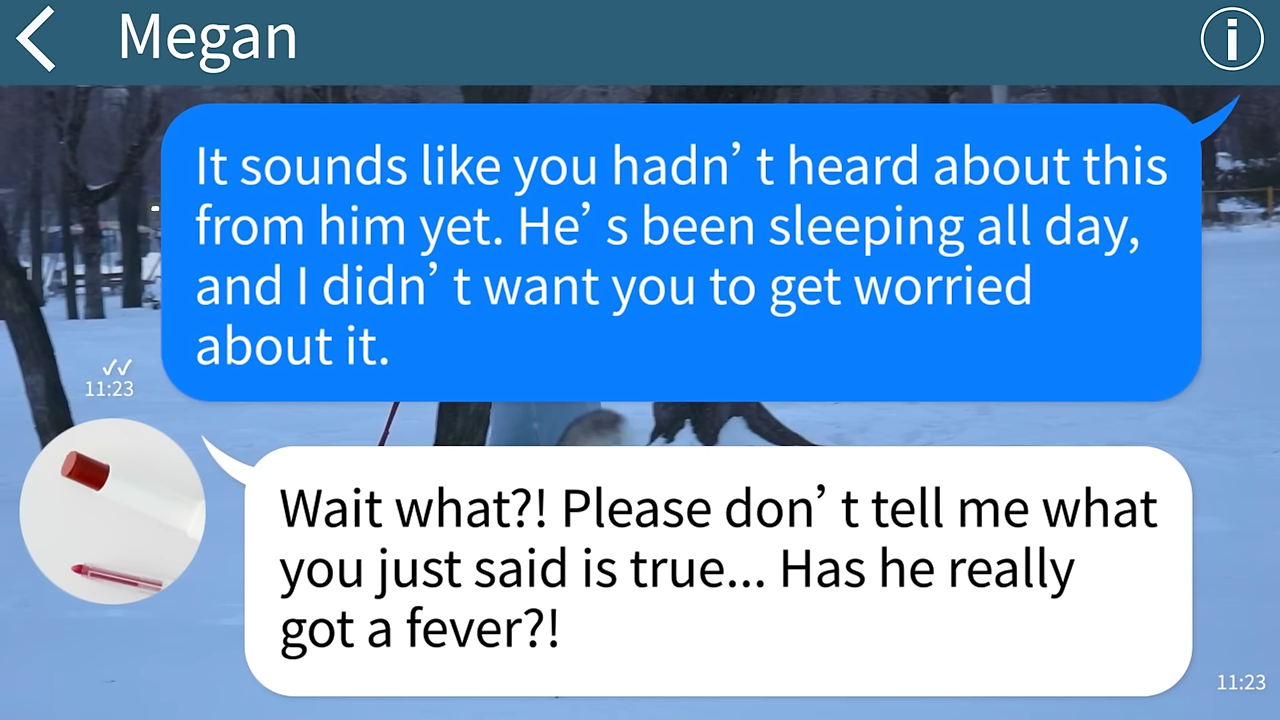 Megan
It sounds like you hadn’t heard about this
from him yet. He’s been sleeping all day,
and I didn’t want you to get worried
about it.
11:23
Wait what?! Please don’t tell me what
you just said is true... Has he really
got a fever?!
11:23